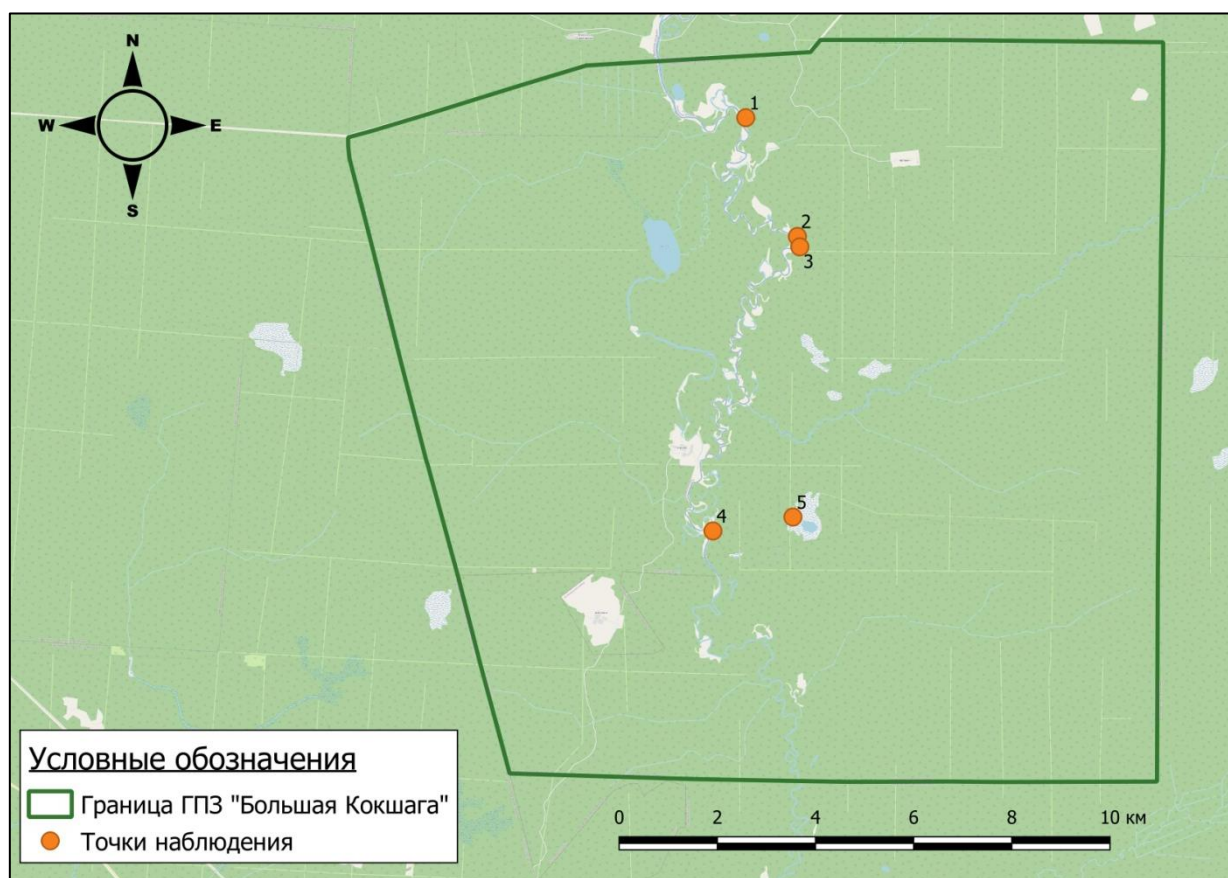 N
W E
S
1
2
3
4
5
Условные обозначения
Граница ГПЗ "Большая Кокшага"
Точки наблюдения
0 2 4 6 8 10 км